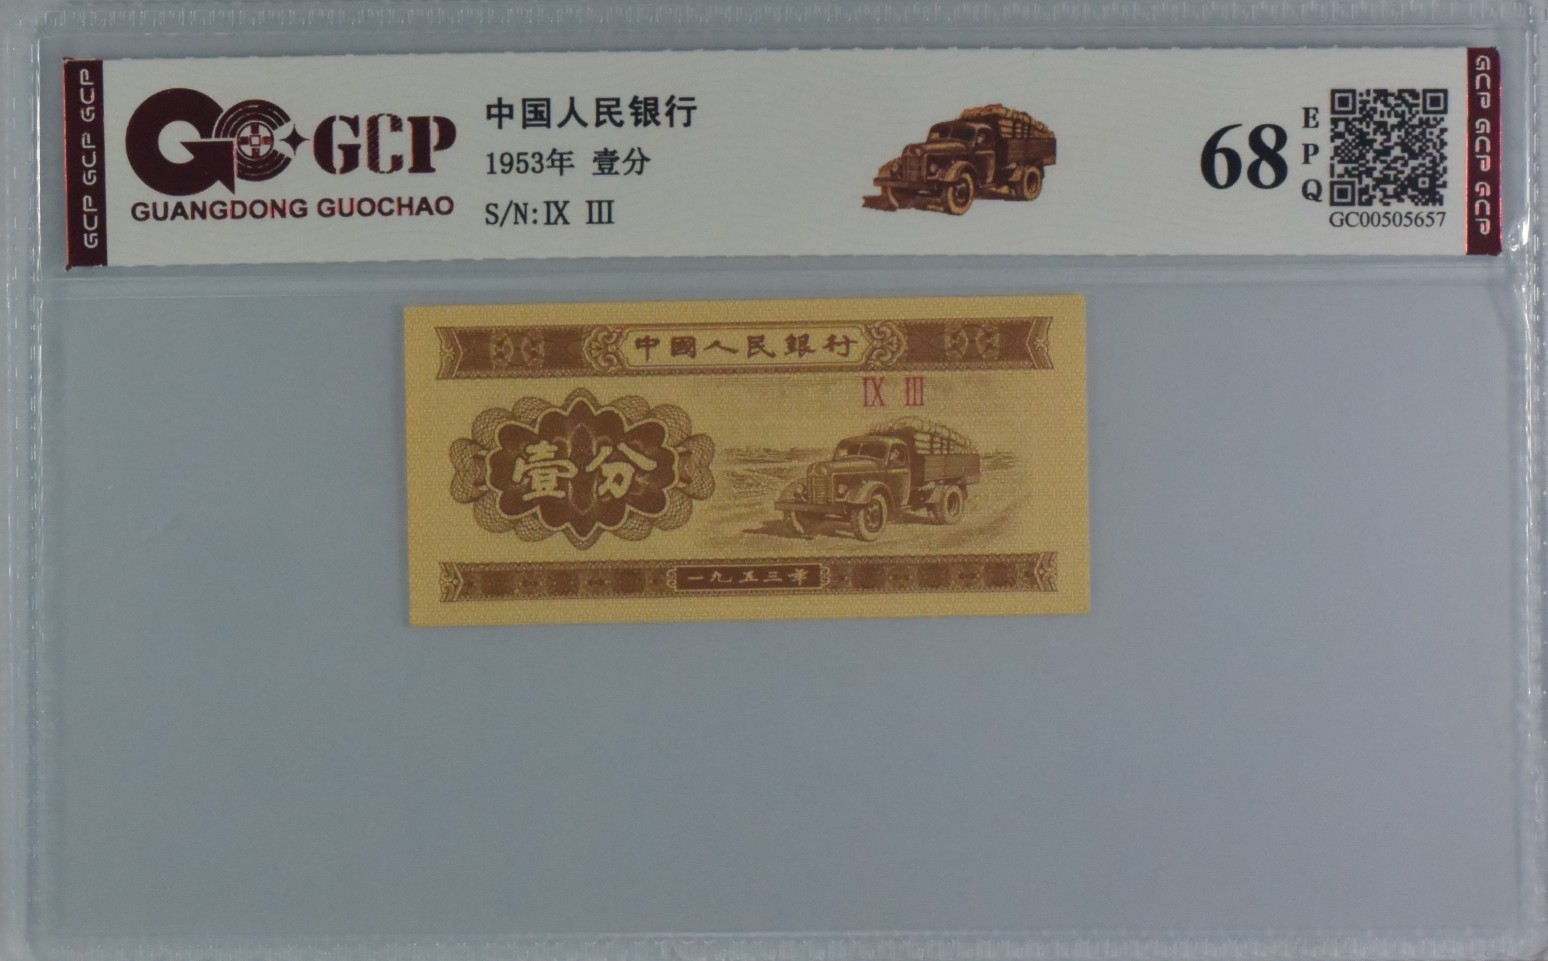 GCP GCP GCP
GCP
GUANGDONG GUOCHAO
中国人民银行
1953年 壹分
S/N:IX III
68
EPQ
GC00505657
GCP GCP GCP
中國人民銀行
IX III
壹分
一九五三年